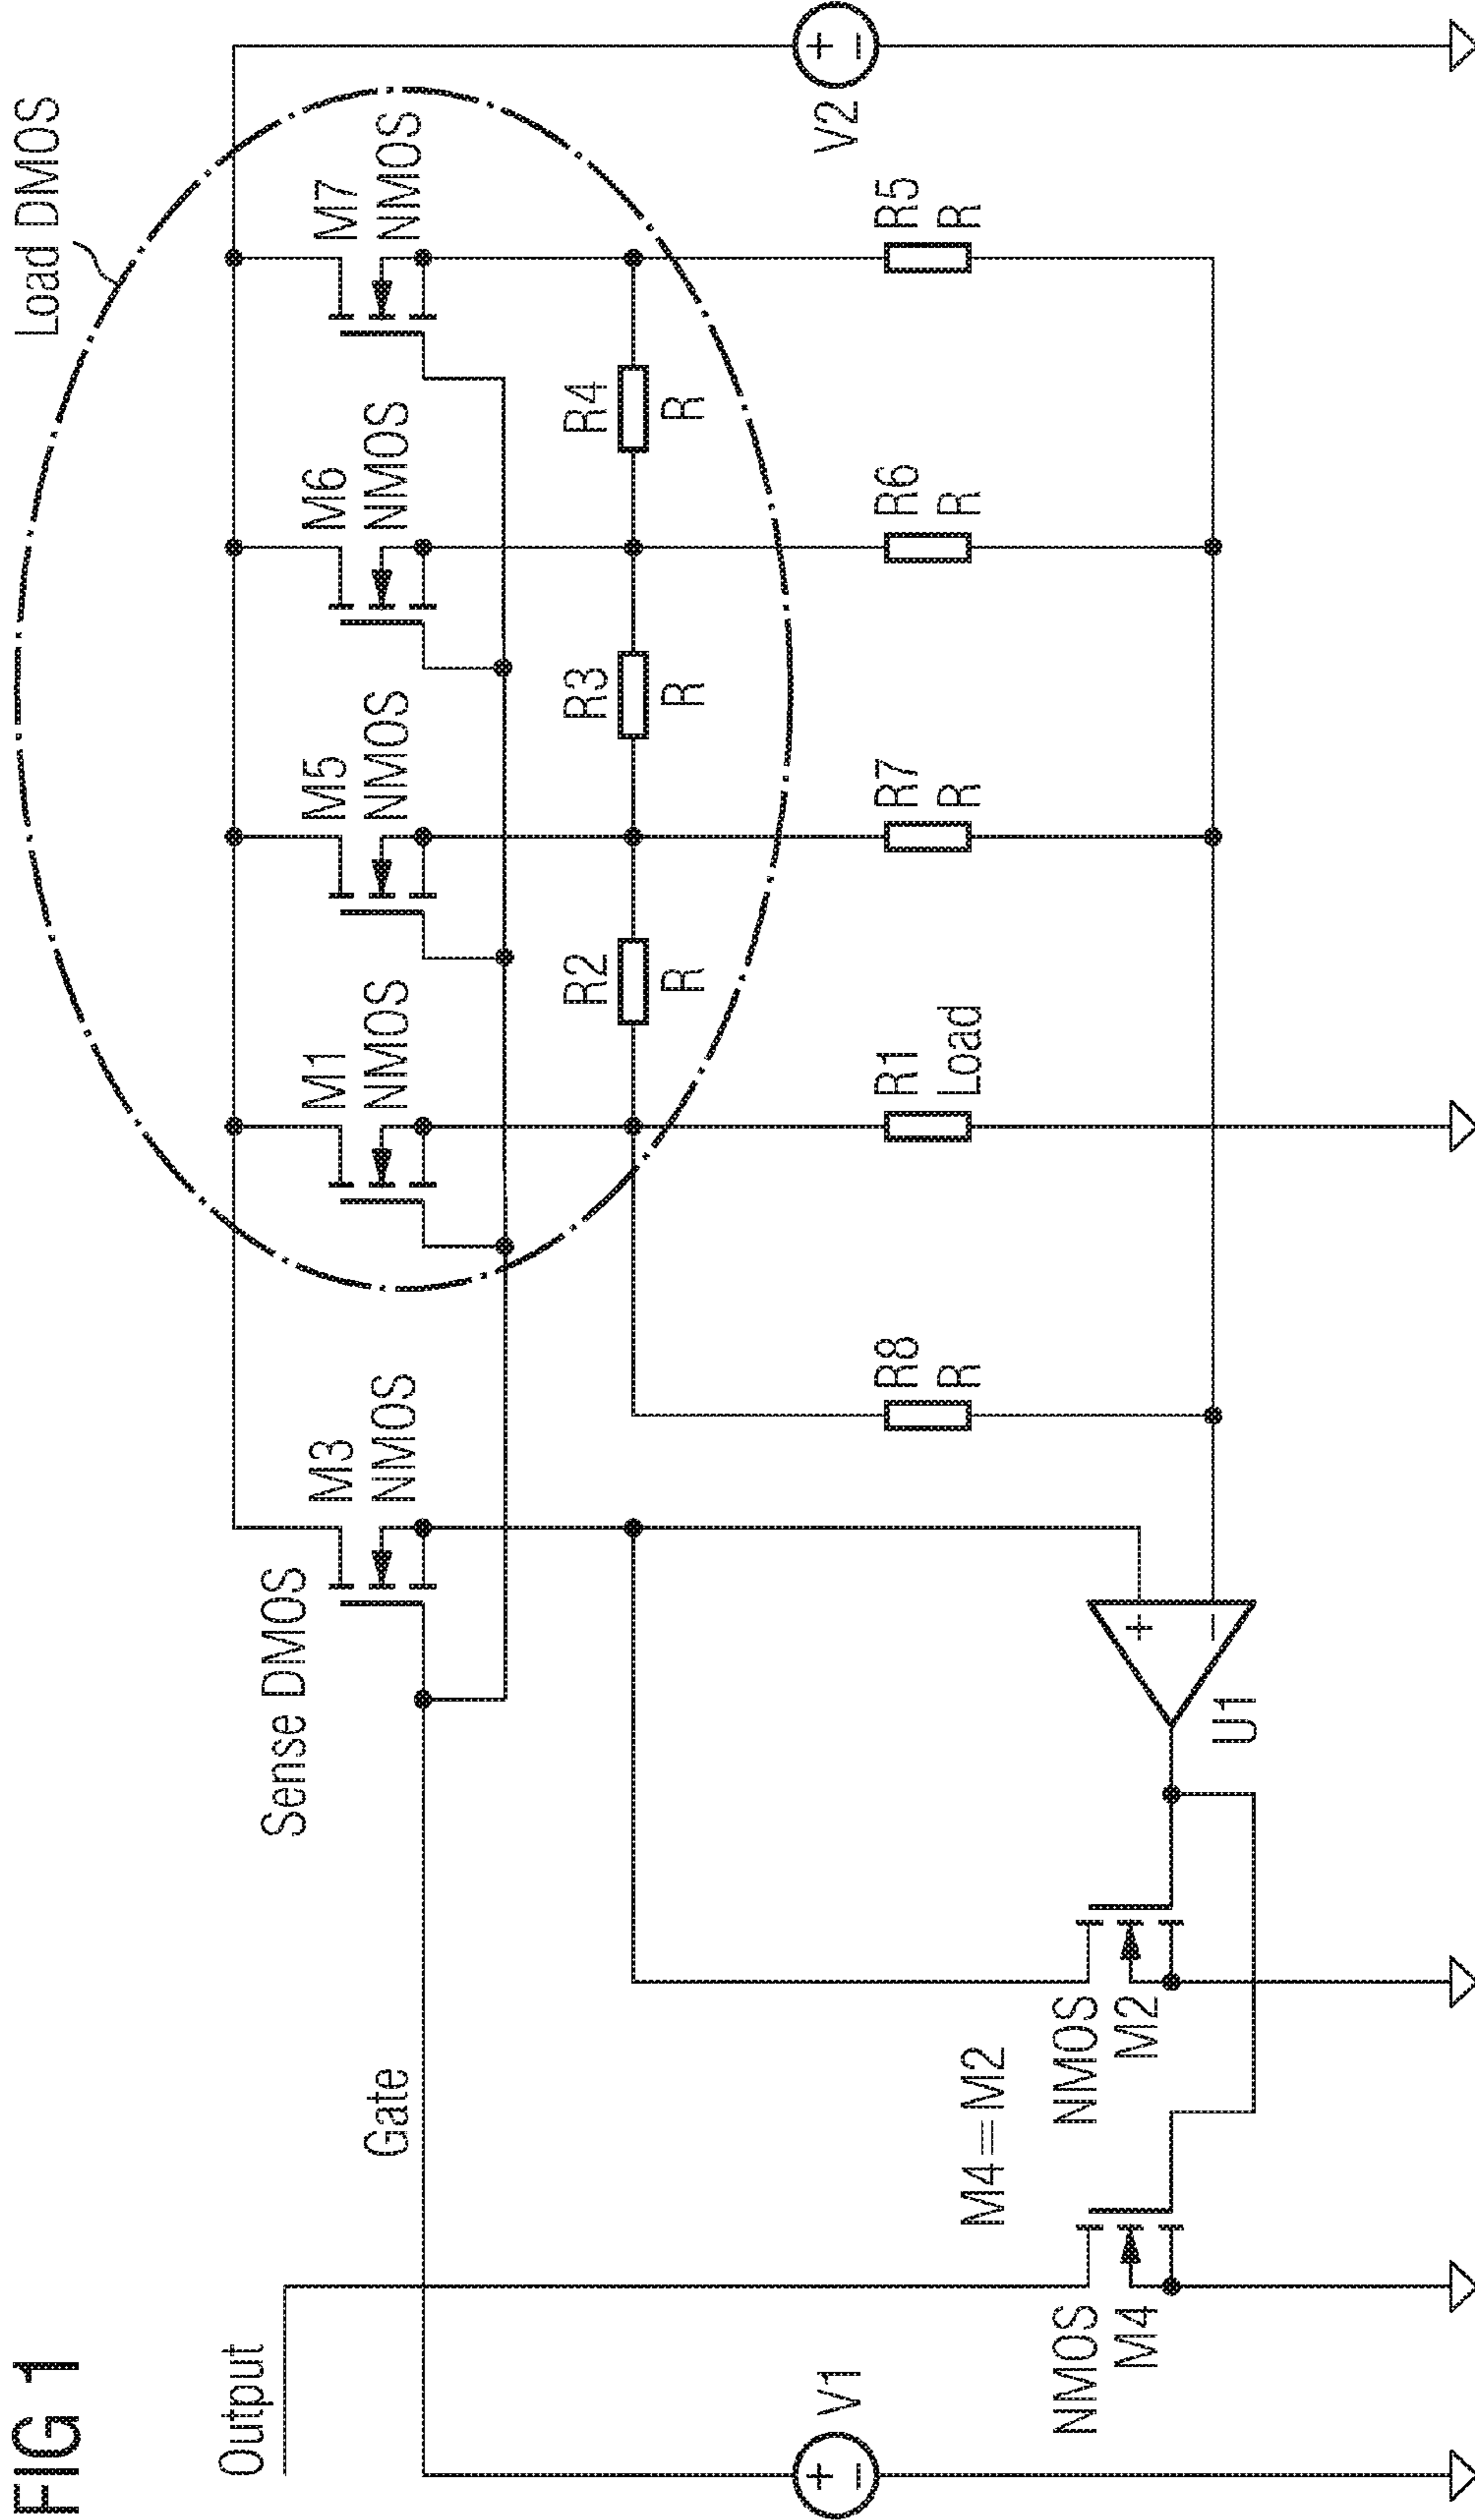 FIG 1
Load DMOS
Output
Sense DMOS
M3
NMOS
M1
NMOS
M5
NMOS
M6
NMOS
M7
NMOS
Gate
R2
R
R3
R
R4
R
V1
+
−
V2
+
−
R8
R
R1
Load
R7
R
R6
R
R5
R
M4=M2
NMOS
M4
NMOS
M2
+
−
U1